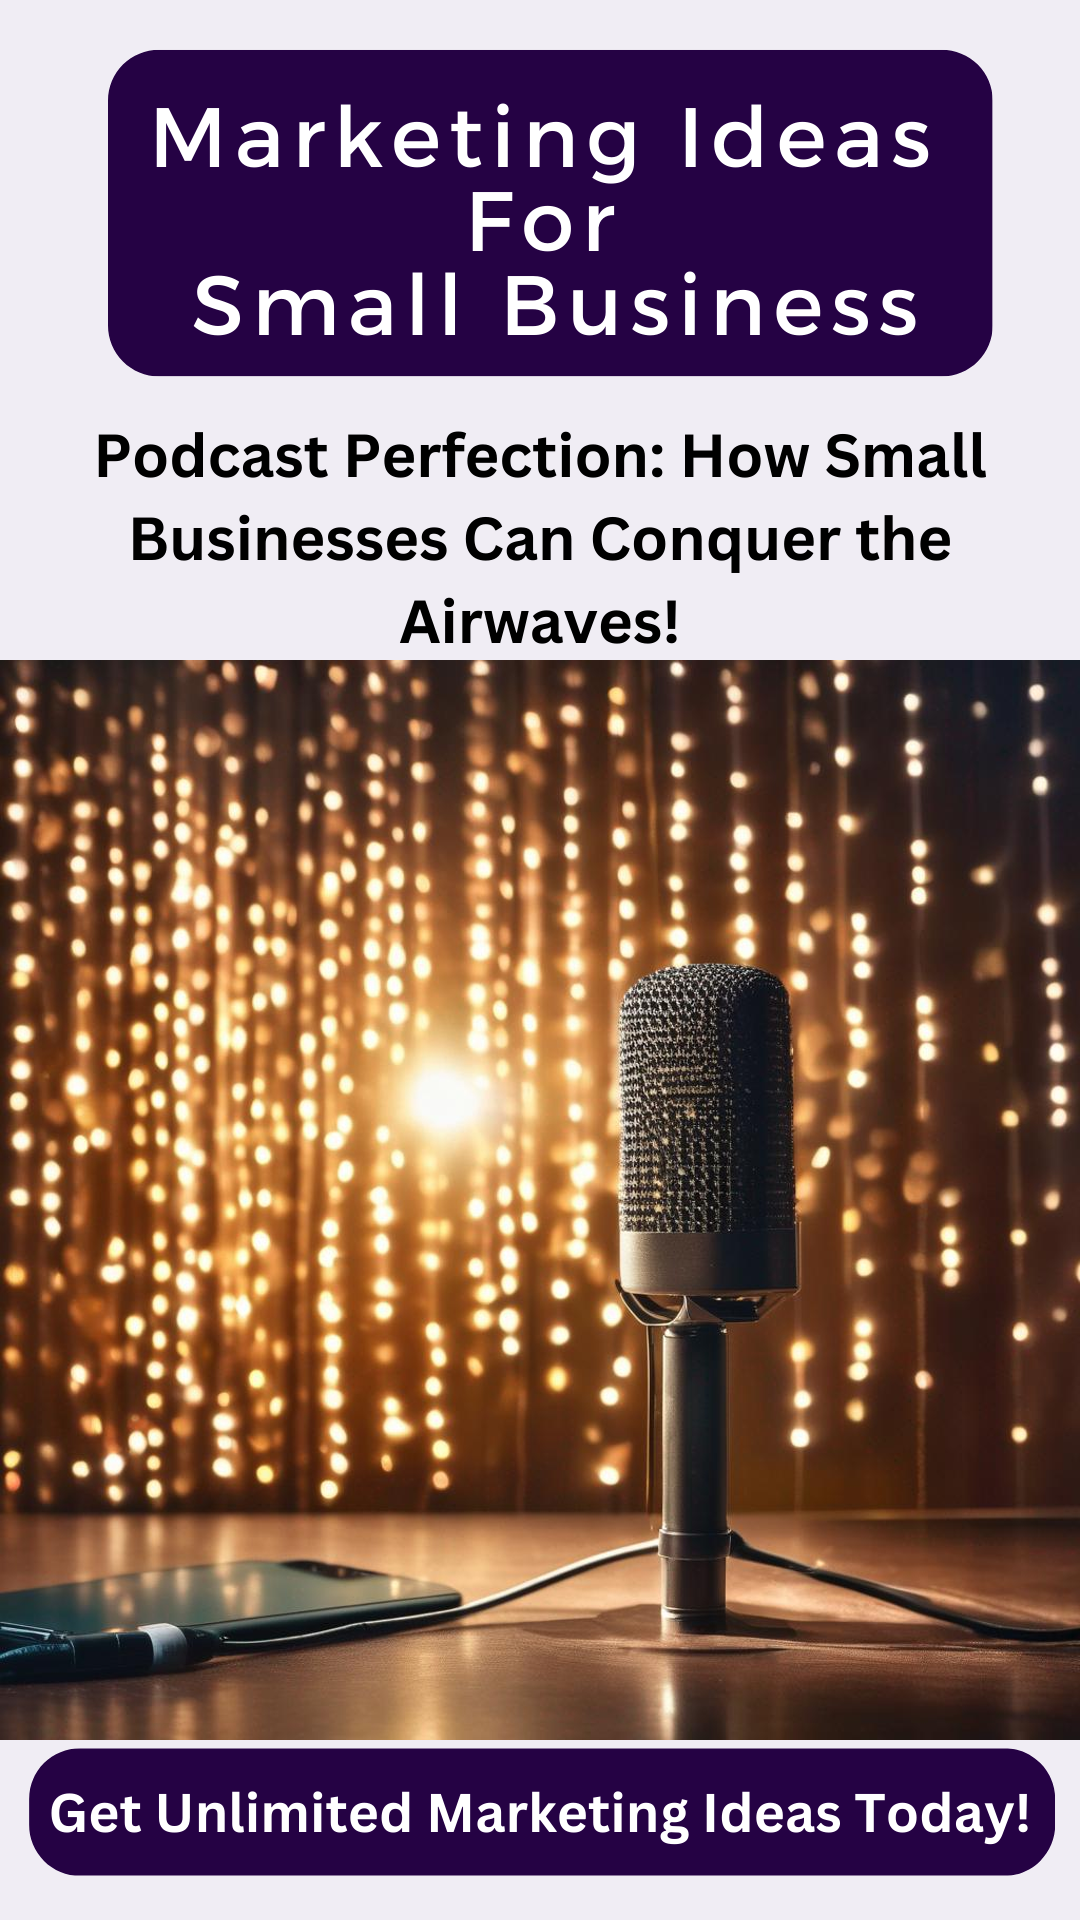 Marketing Ideas
For
Small Business
Podcast Perfection: How Small
Businesses Can Conquer the
Airwaves!
Get Unlimited Marketing Ideas Today!